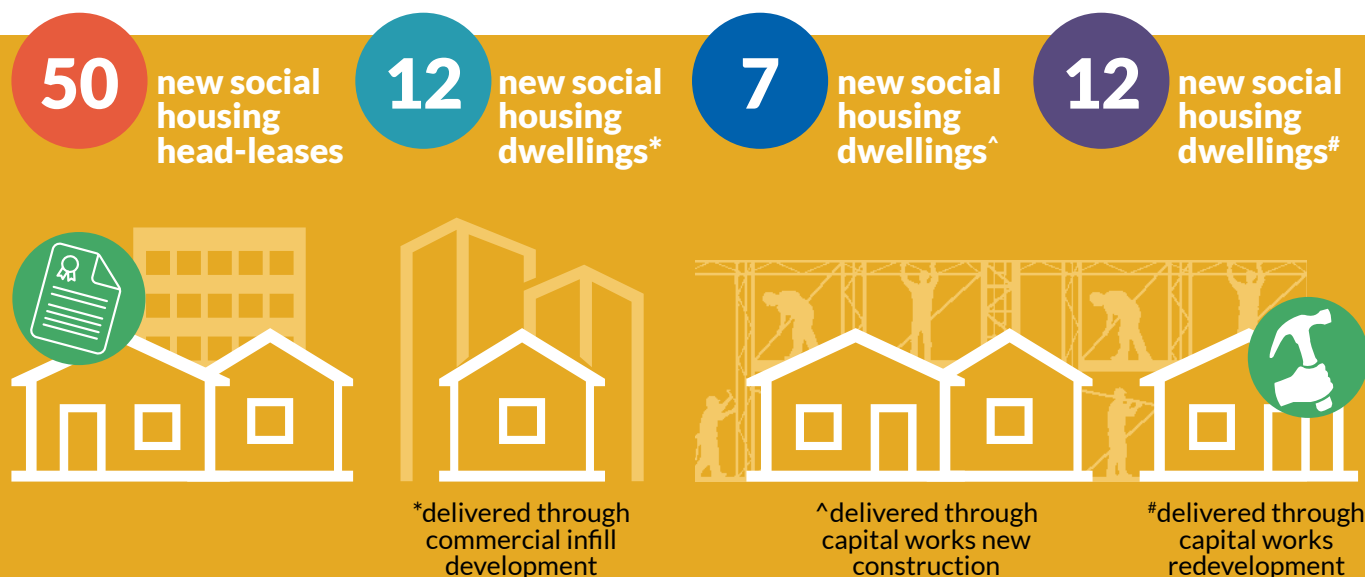 50
new social
housing
head-leases
12
new social
housing
dwellings*
7
new social
housing
dwellings^
12
new social
housing
dwellings#
*delivered through
commercial infill
development
^delivered through
capital works new
construction
#delivered through
capital works
redevelopment